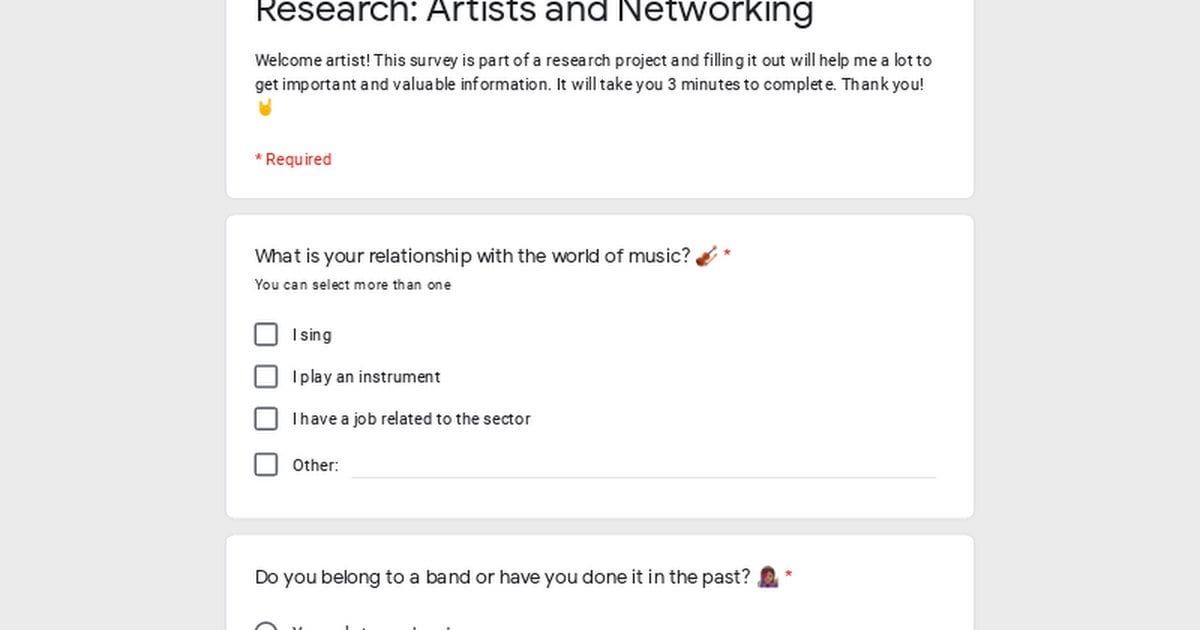 Research: Artists and Networking
Welcome artist! This survey is part of a research project and filling it out will help me a lot to
get important and valuable information. It will take you 3 minutes to complete. Thank you!
🤘
* Required
What is your relationship with the world of music? 🎻 *
You can select more than one
I sing
I play an instrument
I have a job related to the sector
Other:
Do you belong to a band or have you done it in the past? 👩🏽‍🎤 *